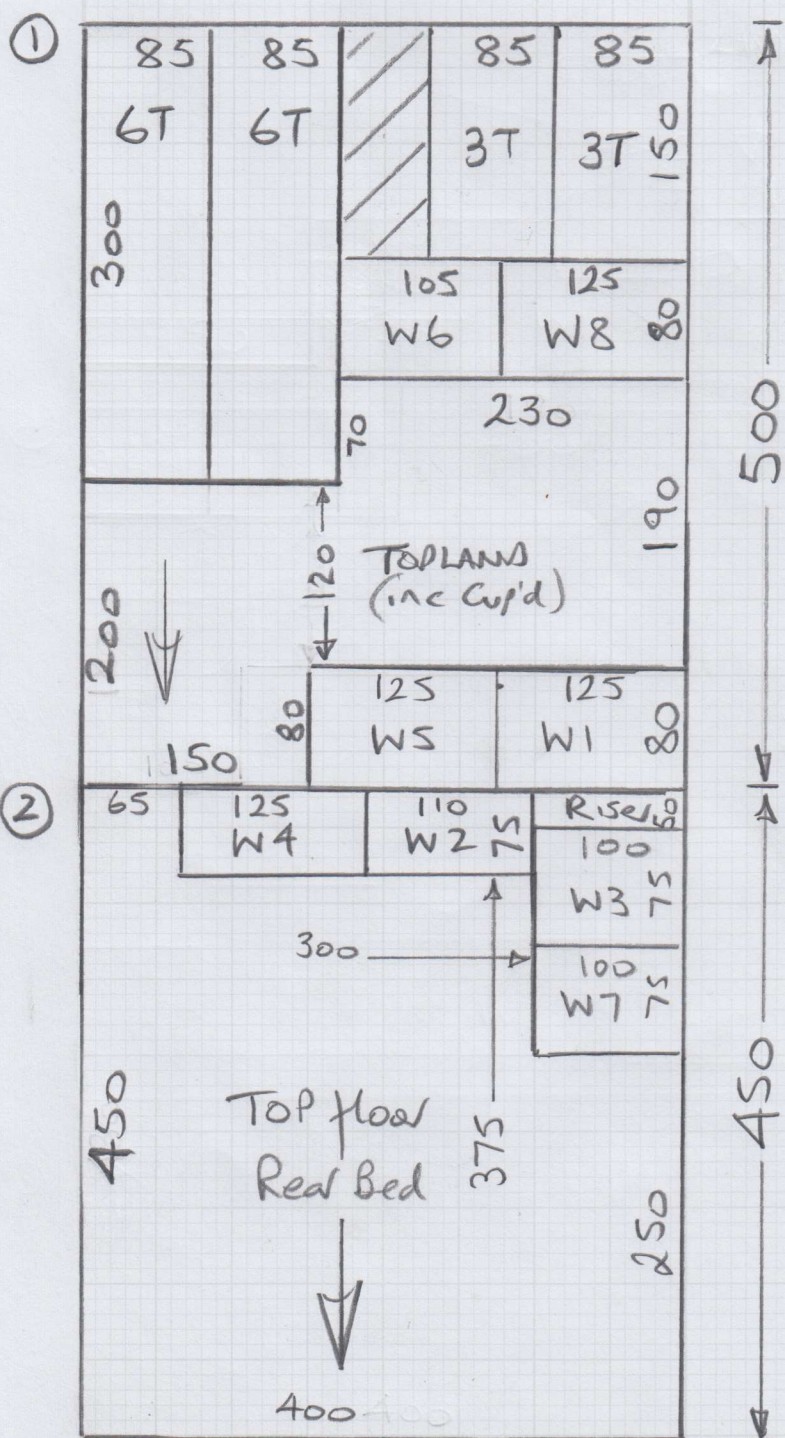 ①
85 85 85 85
6T 6T 3T 3T
150
300
105 125
W6 W8 80
230
70
500
190
120
TOPLAND
(inc Cup'd)
200
125 125
80 W5 W1 80
150
②
65 125 110 Riser 50
W4 W2 75 100
W3 75
300
100
W7 75
450
TOP floor
Rear Bed
375
450
250
400